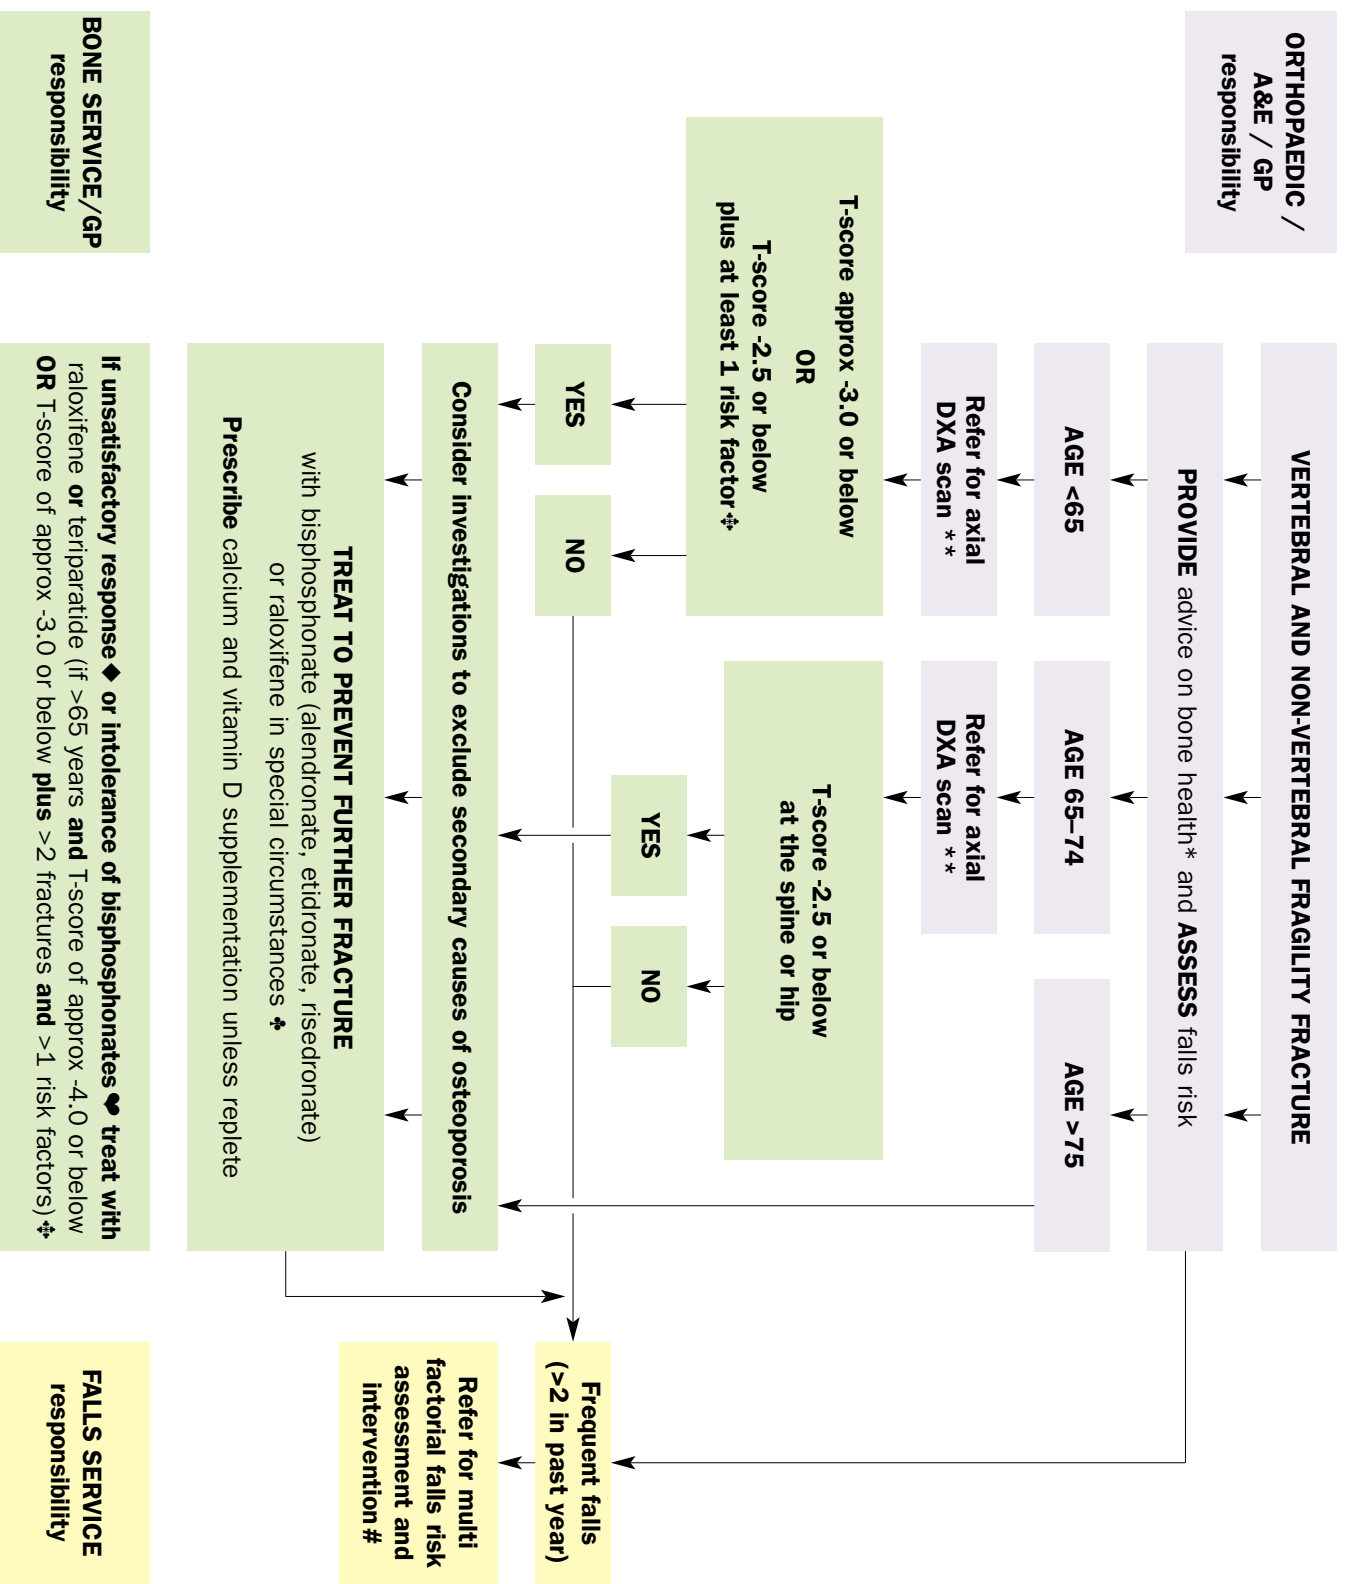 ORTHOPAEDIC /
A&E / GP
responsibility
VERTEBRAL AND NON-VERTEBRAL FRAGILITY FRACTURE
PROVIDE advice on bone health* and ASSESS falls risk
AGE <65
AGE 65–74
AGE >75
Refer for axial
DXA scan **
Refer for axial
DXA scan **
T-score approx -3.0 or below
OR
T-score -2.5 or below
plus at least 1 risk factor✥
T-score -2.5 or below
at the spine or hip
YES
NO
YES
NO
Frequent falls
(>2 in past year)
Consider investigations to exclude secondary causes of osteoporosis
Refer for multi
factorial falls risk
assessment and
intervention#
TREAT TO PREVENT FURTHER FRACTURE
with bisphosphonate (alendronate, etidronate, risedronate)
or raloxifene in special circumstances ♣
Prescribe calcium and vitamin D supplementation unless replete
BONE SERVICE/GP
responsibility
If unsatisfactory response◆ or intolerance of bisphosphonates♥ treat with
raloxifene or teriparatide (if >65 years and T-score of approx -4.0 or below
OR T-score of approx -3.0 or below plus >2 fractures and >1 risk factors)✥
FALLS SERVICE
responsibility